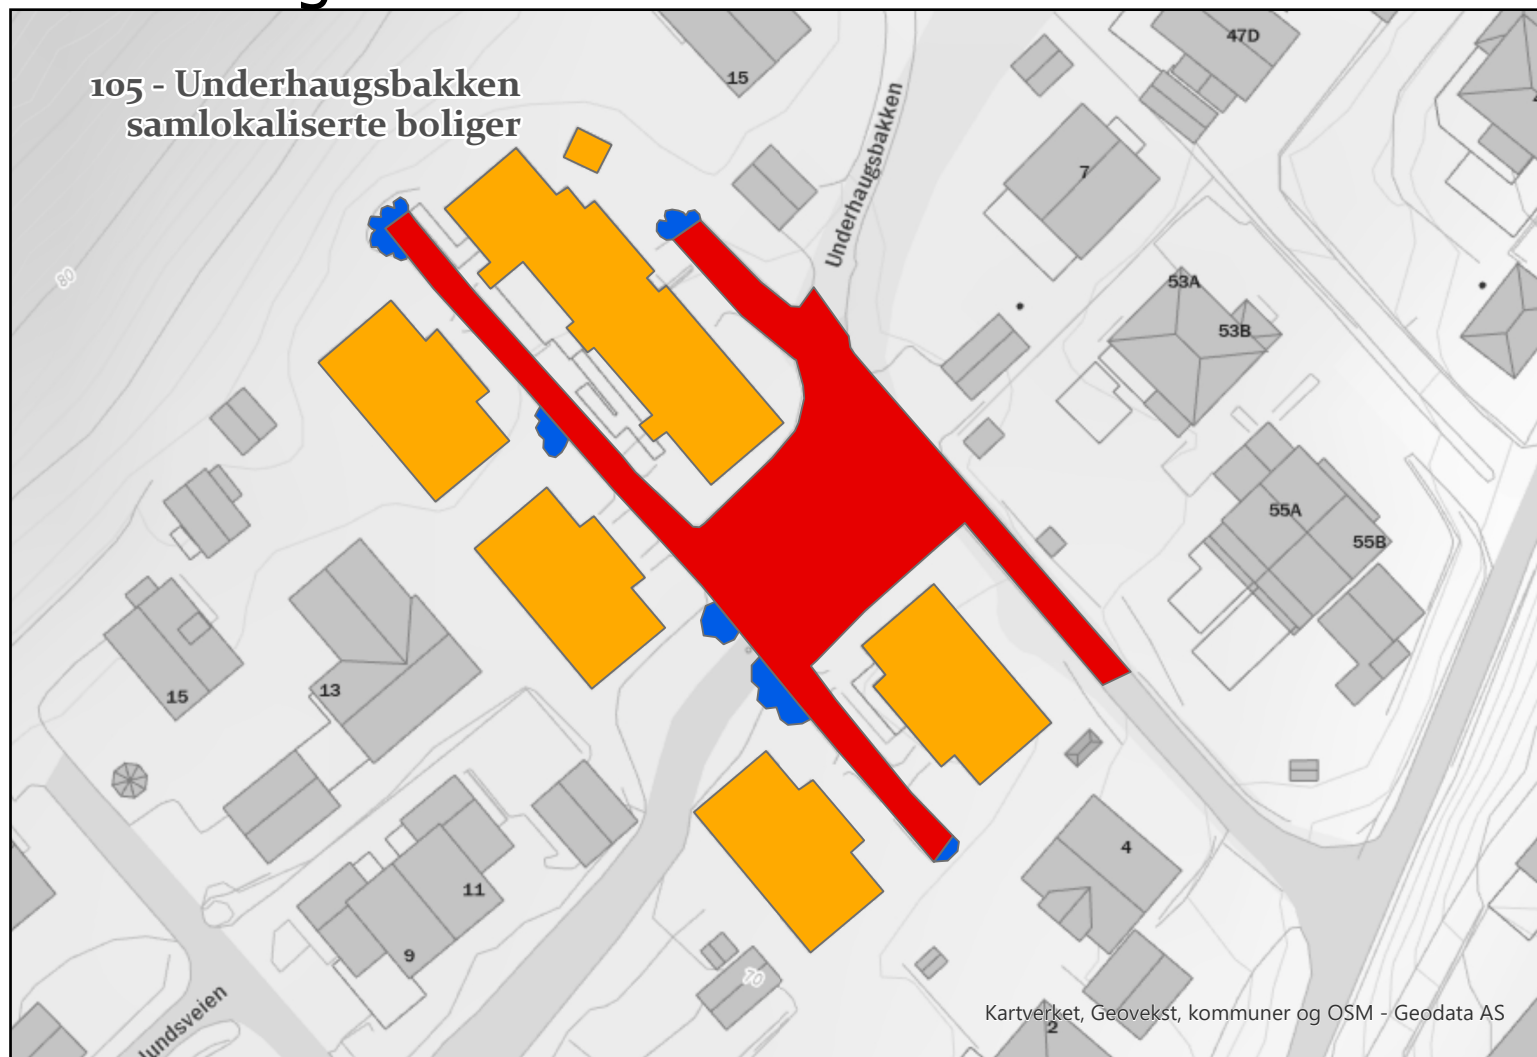 105 - Underhaugsbakken
samlokaliserte boliger
15
47D
Underhaugsbakken
7
80
53A
53B
55A
55B
15
13
4
11
9
70
lundsveien
2
Kartverket, Geovekst, kommuner og OSM - Geodata AS